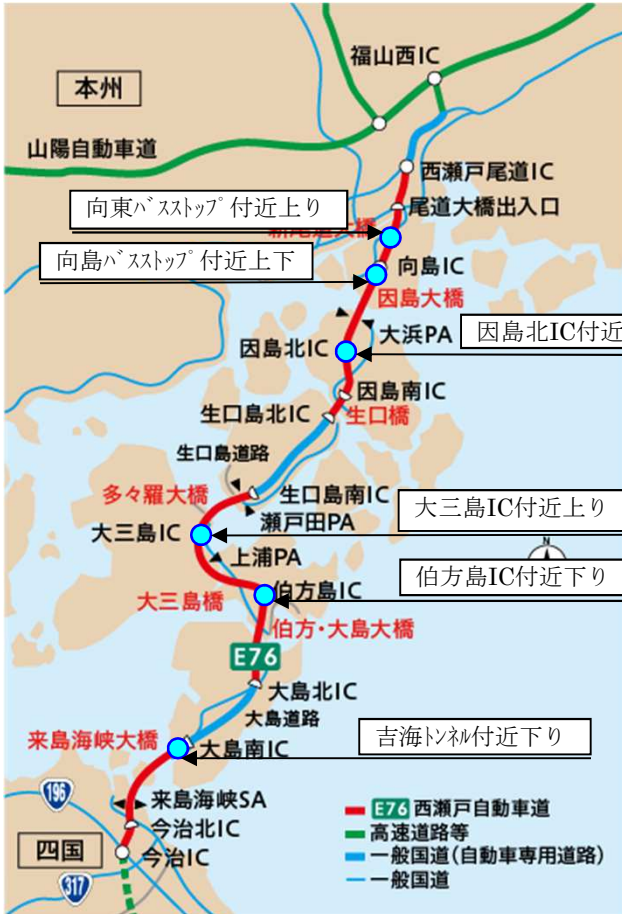 福山西IC
本州
山陽自動車道
西瀬戸尾道IC
向東ﾊﾞｽｽﾄｯﾌﾟ付近上り
尾道大橋出入口
新尾道大橋
向島ﾊﾞｽｽﾄｯﾌﾟ付近上下
向島IC
因島大橋
大浜PA
因島北IC付近
因島北IC
因島南IC
生口島北IC
生口橋
生口島道路
多々羅大橋
生口島南IC
瀬戸田PA
大三島IC付近上り
大三島IC
上浦PA
N
伯方島IC付近下り
伯方島IC
大三島橋
伯方・大島大橋
E76
大島北IC
大島道路
来島海峡大橋
大島南IC
吉海ﾄﾝﾈﾙ付近下り
196
来島海峡SA
今治北IC
四国
今治IC
317
E76 西瀬戸自動車道
高速道路等
一般国道(自動車専用道路)
一般国道